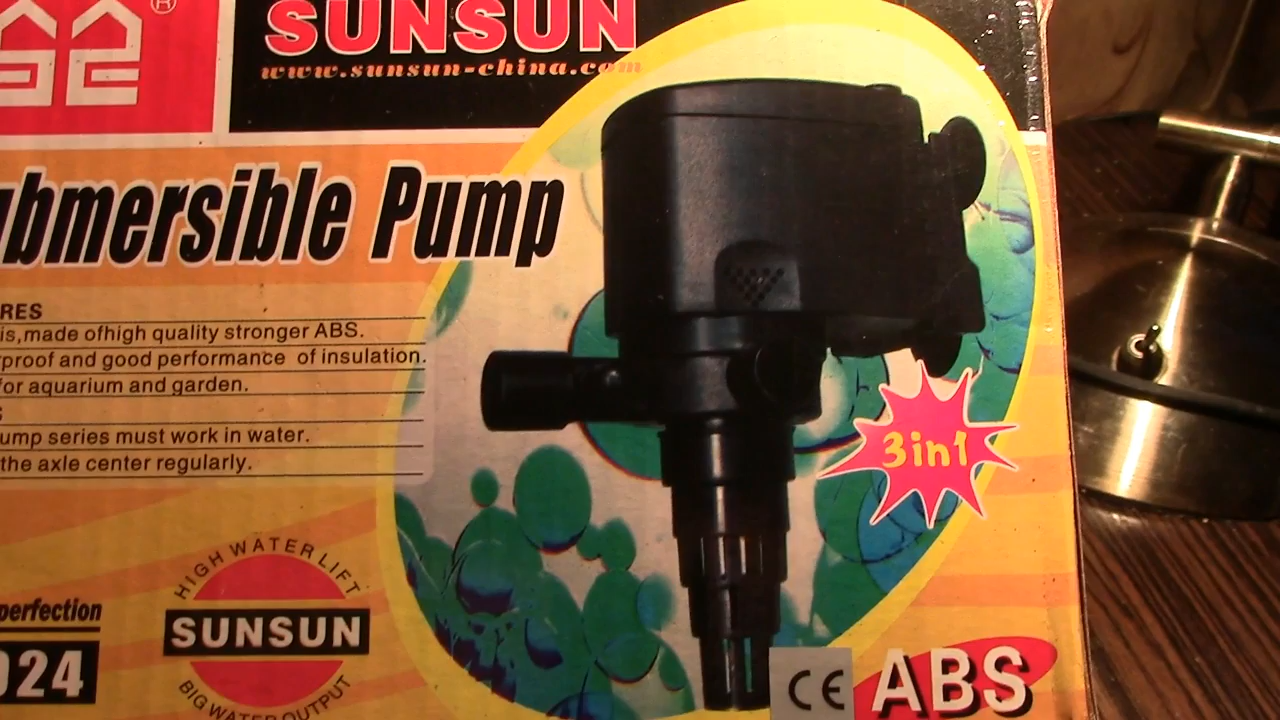 ®
SUNSUN
www.sunsun-china.com
ubmersible Pump
RES
is,made ofhigh quality stronger ABS.
rproof and good performance of insulation.
for aquarium and garden.
S
ump series must work in water.
the axle center regularly.
3in1
HIGH WATER LIFT
SUNSUN
BIG WATER OUTPUT
perfection
024
CE
ABS